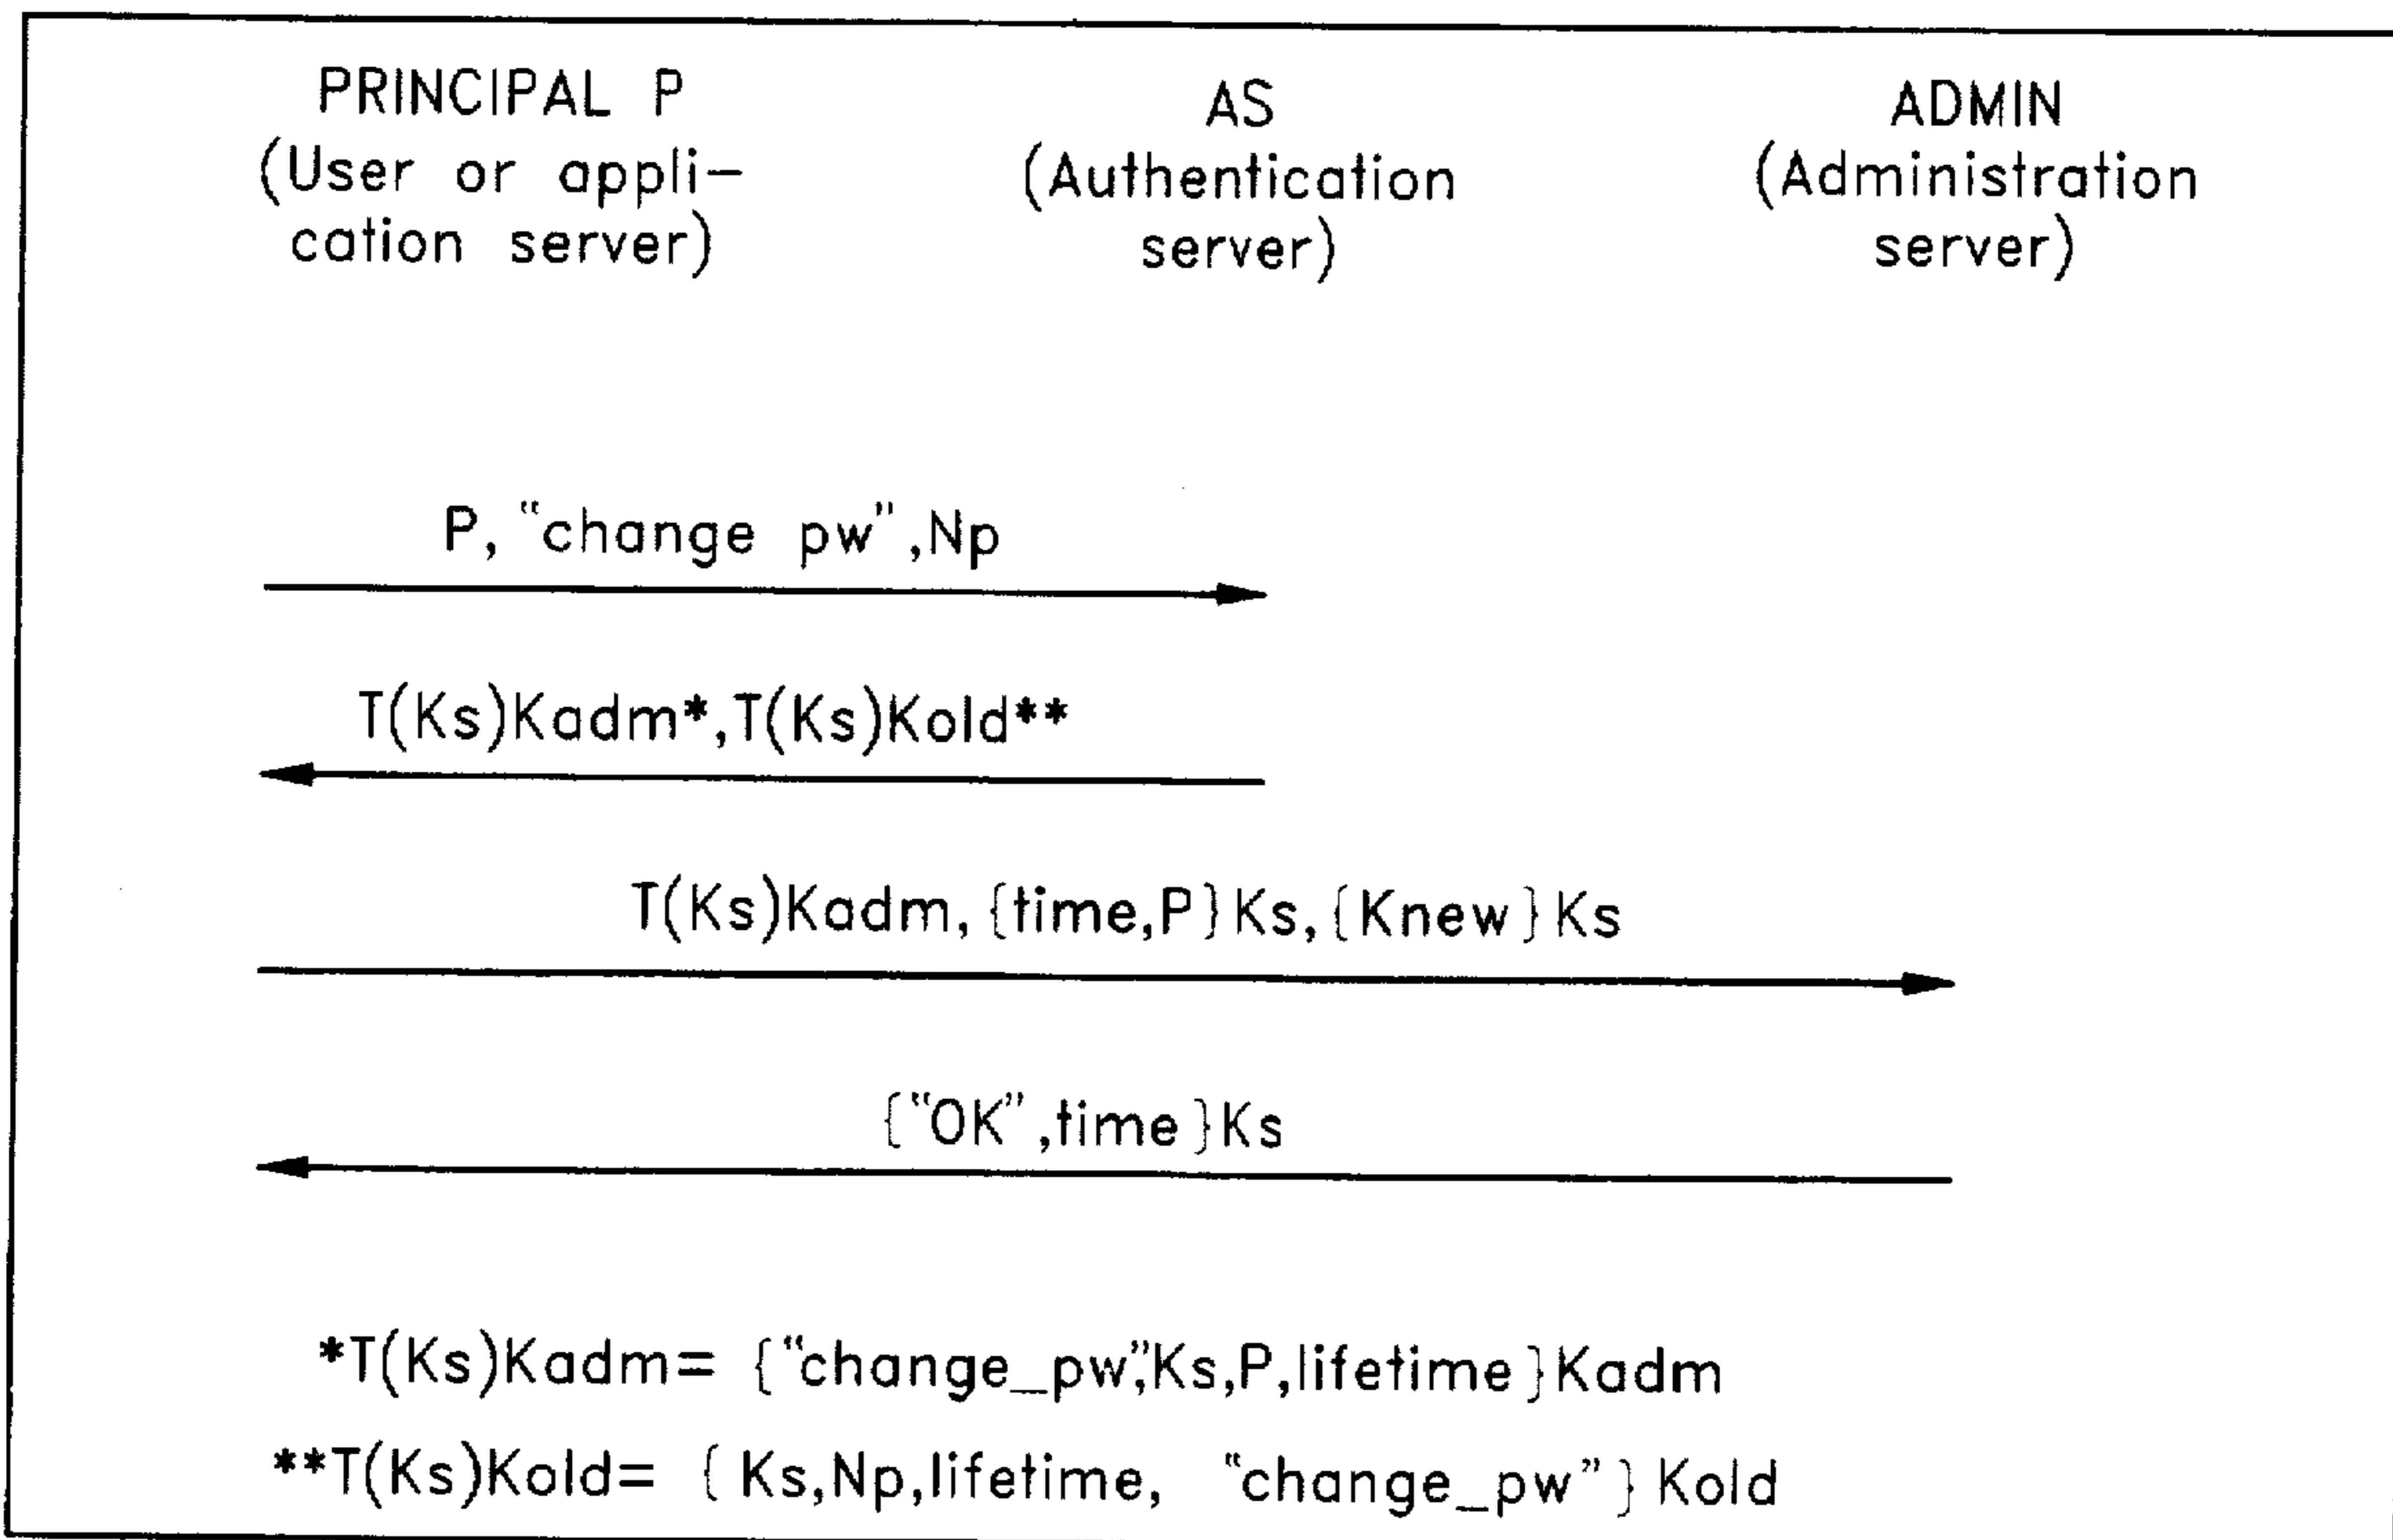 PRINCIPAL P
(User or appli-
cation server)
AS
(Authentication
server)
ADMIN
(Administration
server)
P, “change pw”,Np
T(Ks)Kadm*,T(Ks)Kold**
T(Ks)Kadm, {time,P}Ks,{Knew}Ks
{“OK”,time}Ks
*T(Ks)Kadm= {“change_pw”,Ks,P,lifetime}Kadm
**T(Ks)Kold= { Ks,Np,lifetime, “change_pw”} Kold